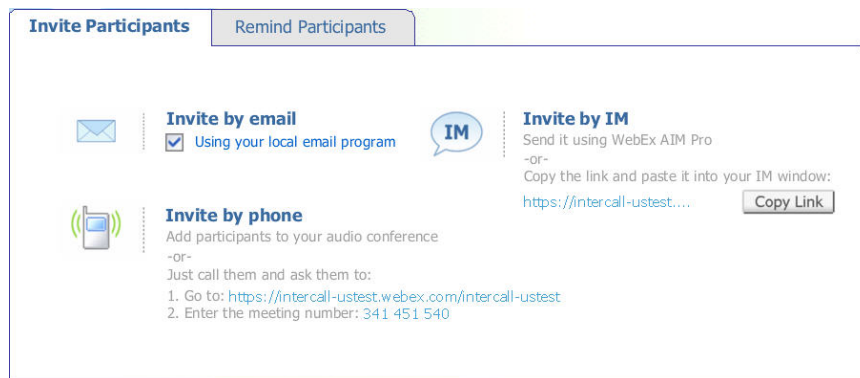 Invite Participants
Remind Participants
Invite by email
Using your local email program
IM
Invite by IM
Send it using WebEx AIM Pro
-or-
Copy the link and paste it into your IM window:
https://intercall-ustest....
Copy Link
Invite by phone
Add participants to your audio conference
-or-
Just call them and ask them to:
1. Go to: https://intercall-ustest.webex.com/intercall-ustest
2. Enter the meeting number: 341 451 540